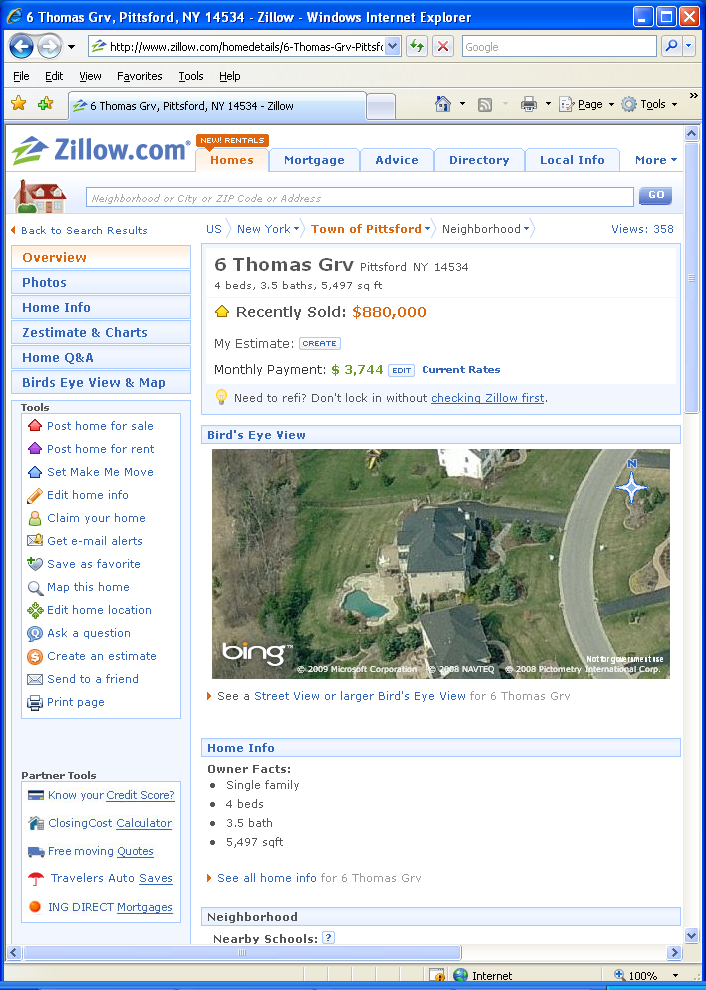 6 Thomas Grv, Pittsford, NY 14534 - Zillow - Windows Internet Explorer
http://www.zillow.com/homedetails/6-Thomas-Grv-Pittsf
Google
File Edit View Favorites Tools Help
6 Thomas Grv, Pittsford, NY 14534 - Zillow
Page Tools
NEW! RENTALS
Zillow.com®
Homes Mortgage Advice Directory Local Info More
Neighborhood or City or ZIP Code or Address
GO
Back to Search Results
US New York Town of Pittsford Neighborhood Views: 358
Overview
Photos
Home Info
Zestimate & Charts
Home Q&A
Birds Eye View & Map
Tools
Post home for sale
Post home for rent
Set Make Me Move
Edit home info
Claim your home
Get e-mail alerts
Save as favorite
Map this home
Edit home location
Ask a question
Create an estimate
Send to a friend
Print page
Partner Tools
Know your Credit Score?
ClosingCost Calculator
Free moving Quotes
Travelers Auto Saves
ING DIRECT Mortgages
6 Thomas Grv Pittsford NY 14534
4 beds, 3.5 baths, 5,497 sq ft
Recently Sold: $880,000
My Estimate: CREATE
Monthly Payment: $ 3,744 EDIT Current Rates
Need to refi? Don't lock in without checking Zillow first.
Bird's Eye View
N
bing™
Not for government use
© 2009 Microsoft Corporation © 2008 NAVTEQ © 2008 Pictometry International Corp.
See a Street View or larger Bird's Eye View for 6 Thomas Grv
Home Info
Owner Facts:
• Single family
• 4 beds
• 3.5 bath
• 5,497 sqft
See all home info for 6 Thomas Grv
Neighborhood
Nearby Schools: ?
Internet 100%